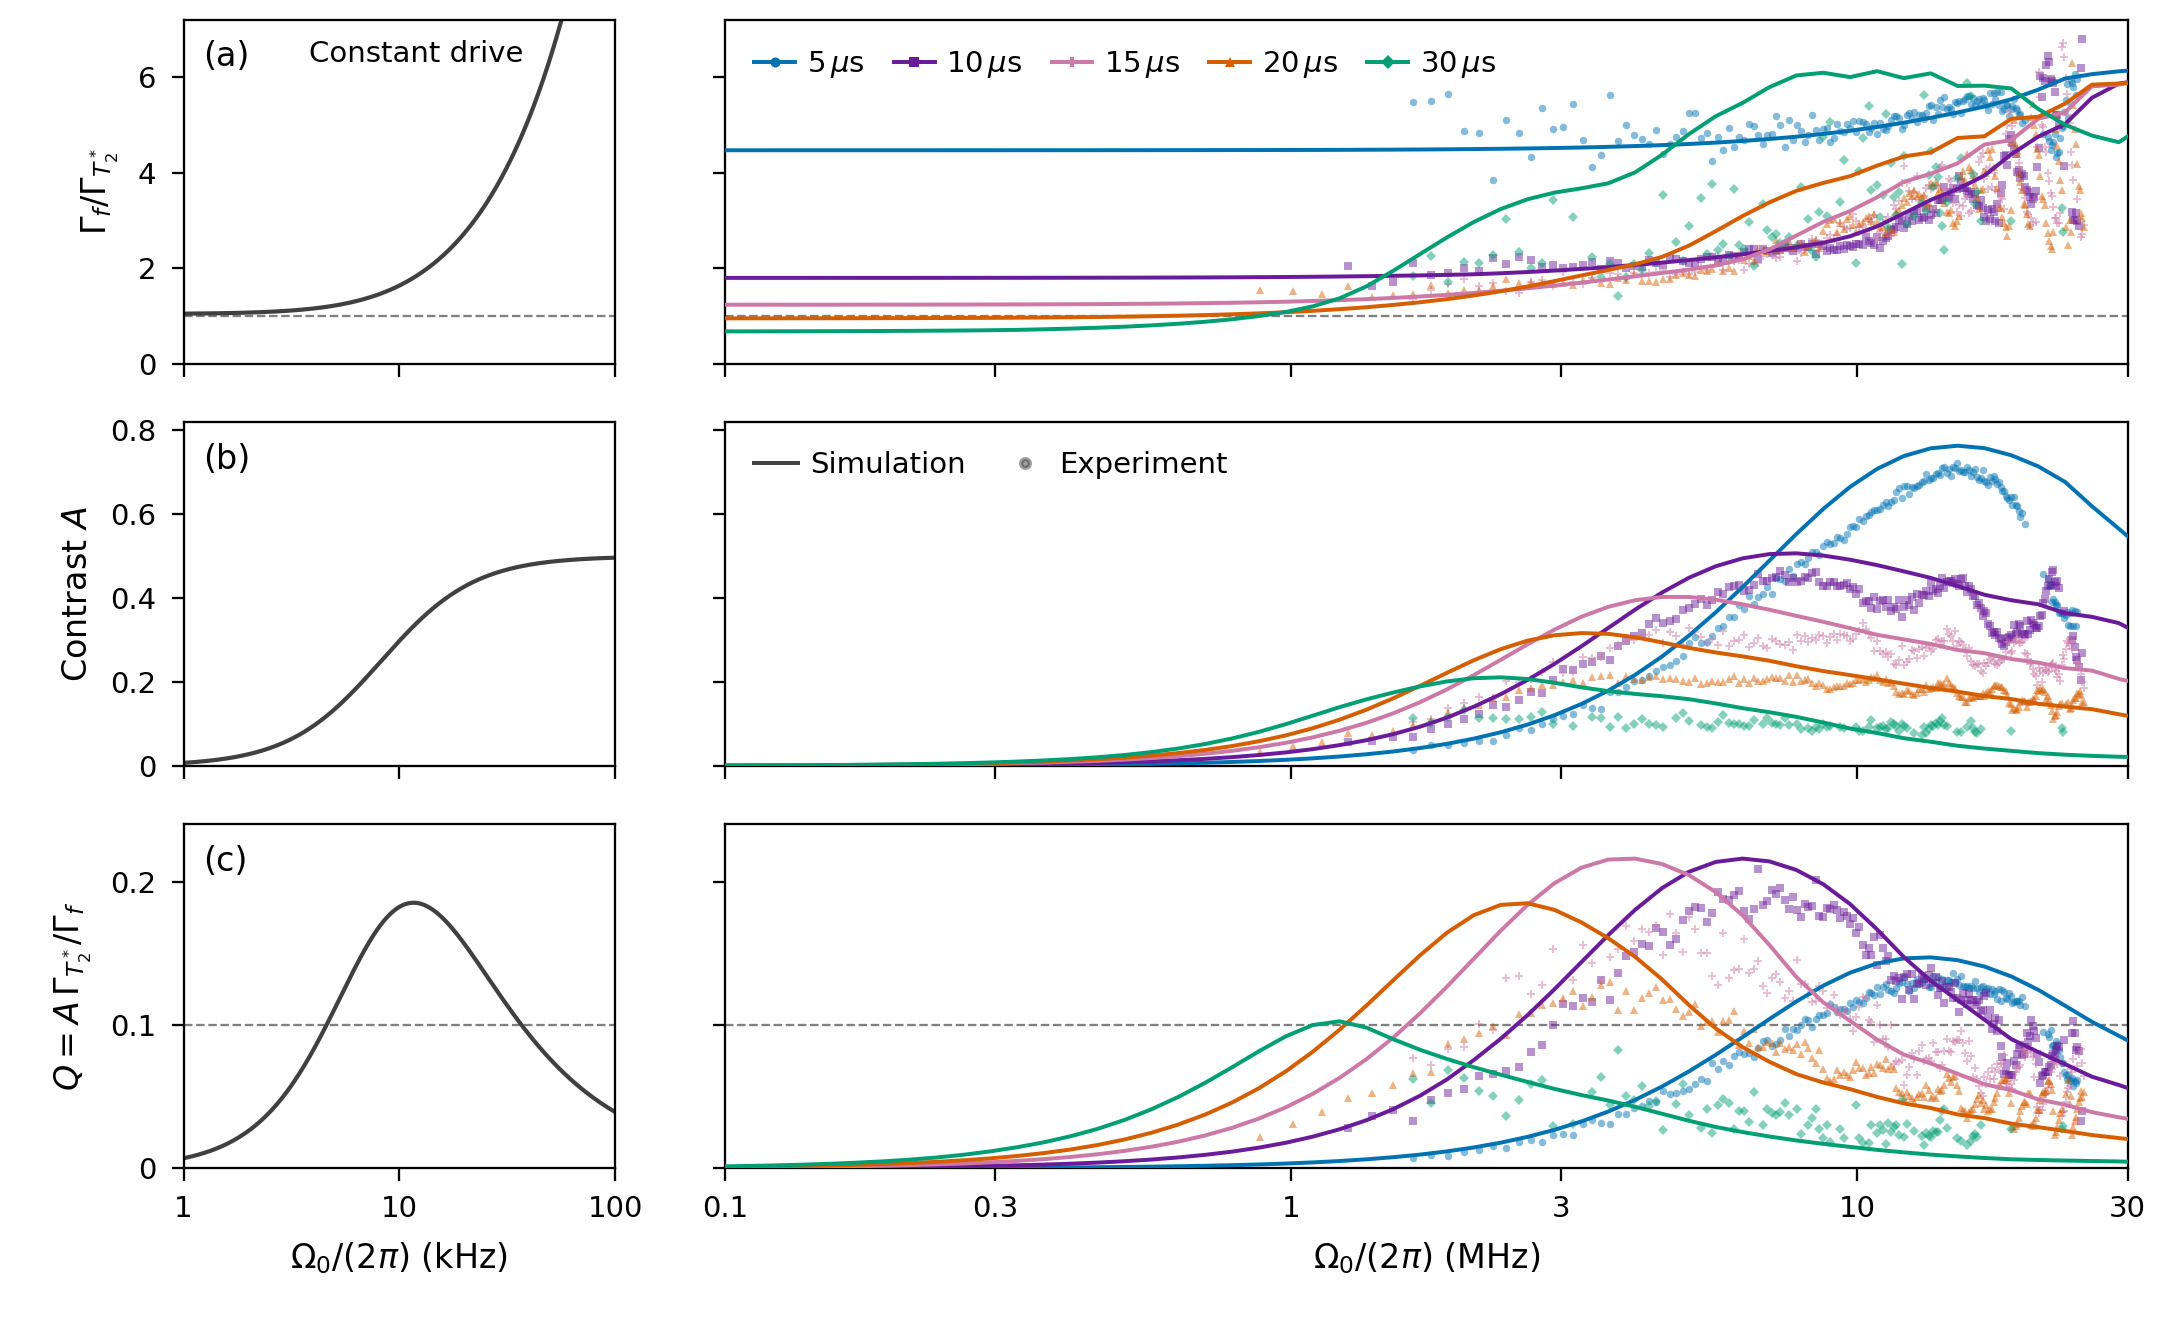 (a) Constant drive
5 μs 10 μs 15 μs 20 μs 30 μs
Γf/ΓT2*
6
4
2
0
(b)
Simulation Experiment
Contrast A
0.8
0.6
0.4
0.2
0
(c)
Q = A ΓT2*/Γf
0.2
0.1
0
1 10 100
0.1 0.3 1 3 10 30
Ω0/(2π) (kHz)
Ω0/(2π) (MHz)